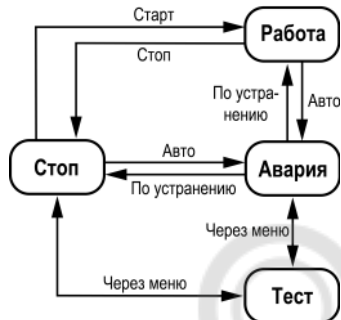 Старт
Работа
Стоп
По устра-
нению
Авто
Стоп
Авто
Авария
По устранению
Через меню
Через меню
Тест